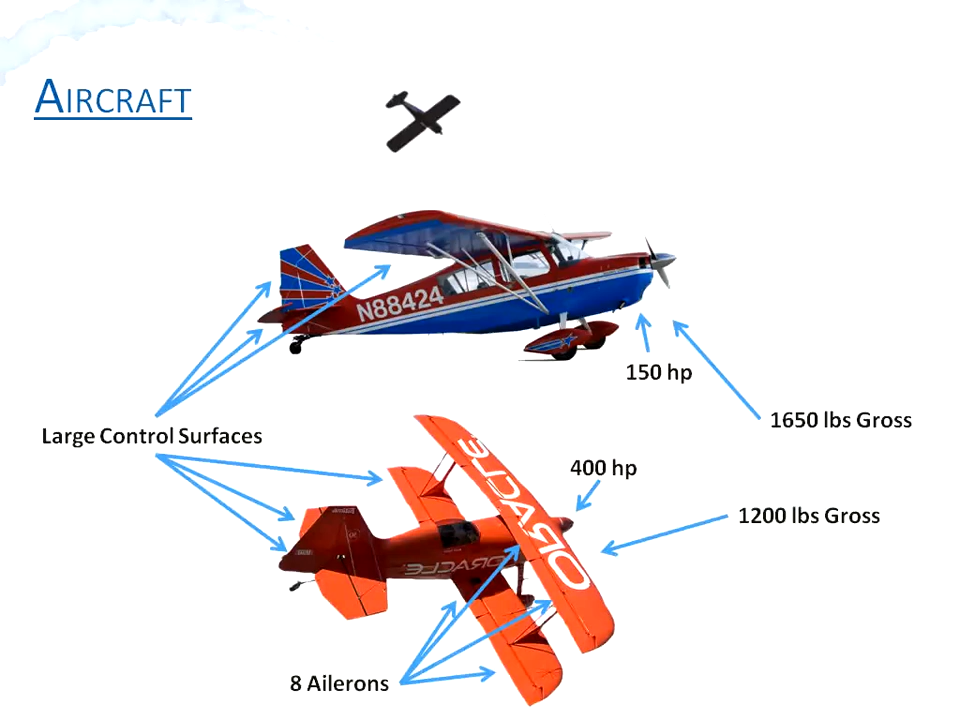 AIRCRAFT
N88424
150 hp
1650 lbs Gross
Large Control Surfaces
400 hp
ORACLE
1200 lbs Gross
ORACLE
8 Ailerons